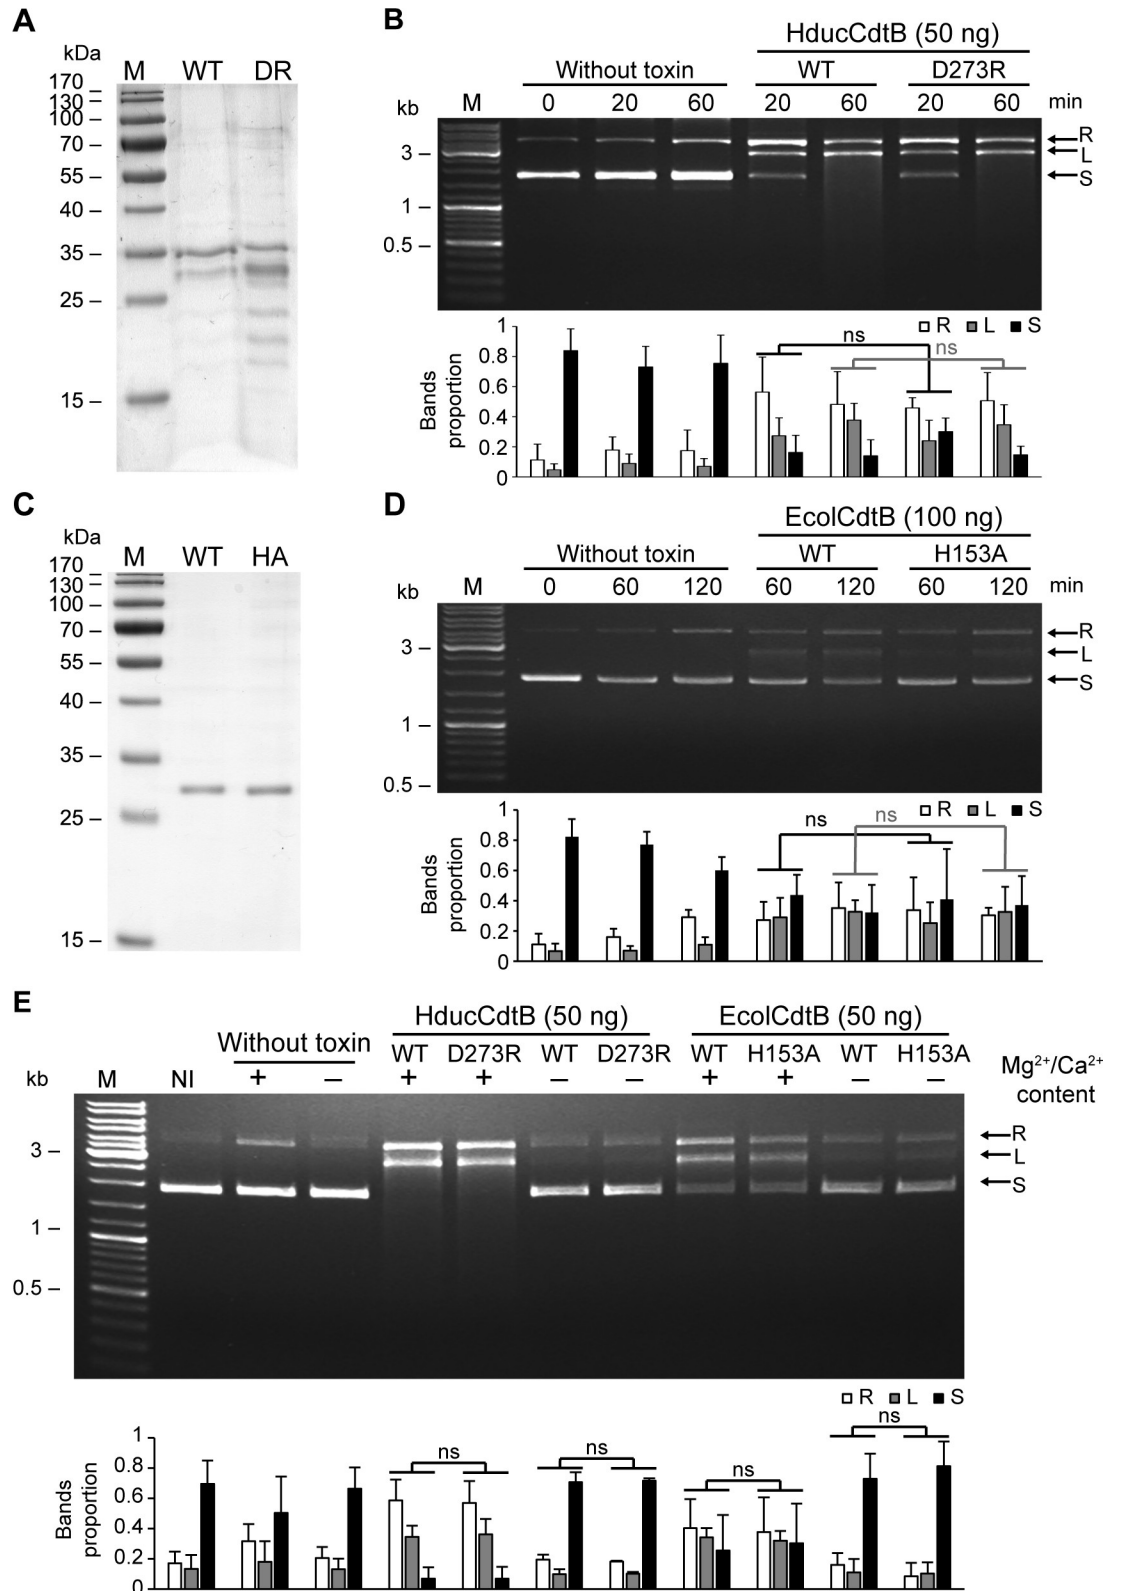 A
kDa
M WT DR
170 –
130 –
100 –
70 –
55 –
40 –
35 –
25 –
15 –
B
HducCdtB (50 ng)
Without toxin WT D273R
kb M 0 20 60 20 60 20 60 min
3 –
1 –
0.5 –
R
L
S
R L S
ns
ns
Bands proportion
1
0.8
0.6
0.4
0.2
0
C
kDa
M WT HA
170 –
130 –
100 –
70 –
55 –
40 –
35 –
25 –
15 –
D
EcolCdtB (100 ng)
Without toxin WT H153A
kb M 0 60 120 60 120 60 120 min
3 –
1 –
0.5 –
R
L
S
R L S
ns
ns
Bands proportion
1
0.8
0.6
0.4
0.2
0
E
HducCdtB (50 ng) EcolCdtB (50 ng)
Without toxin WT D273R WT D273R WT H153A WT H153A
kb M NI + – + + – – + + – – Mg²⁺/Ca²⁺ content
3 –
1 –
0.5 –
R
L
S
R L S
ns
ns
ns
ns
Bands proportion
1
0.8
0.6
0.4
0.2
0